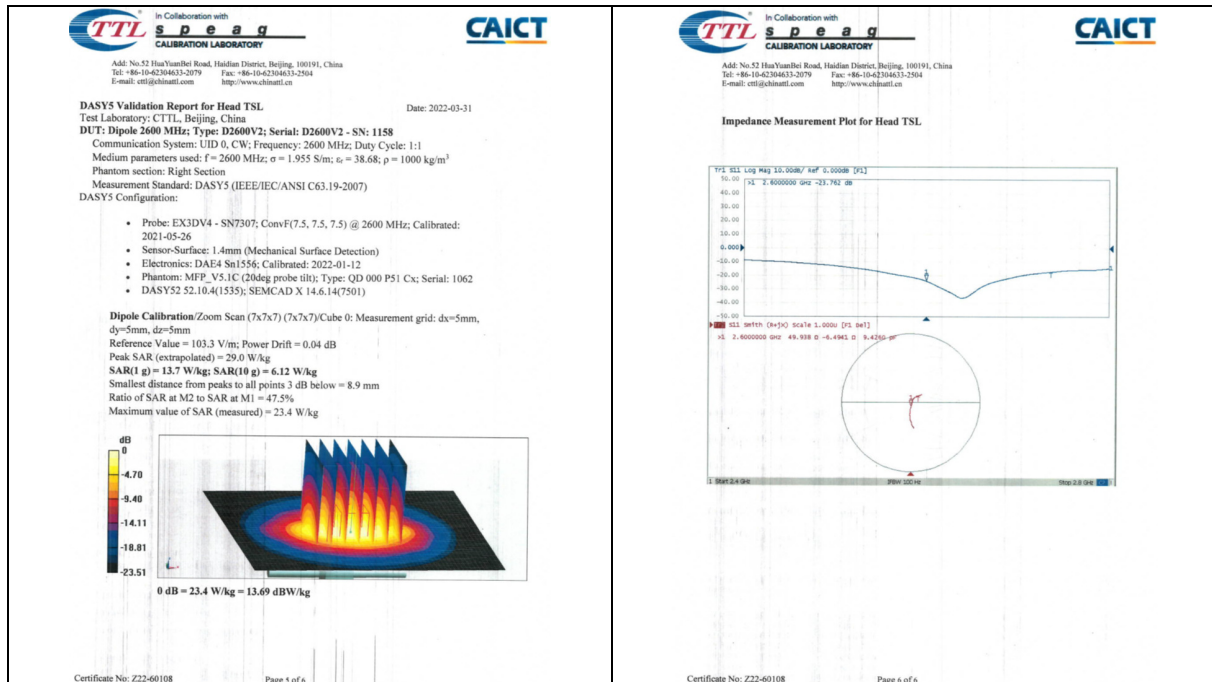 In Collaboration with
TTL
s p e a g
CALIBRATION LABORATORY
CAICT
Add: No.52 HuaYuanBei Road, Haidian District, Beijing, 100191, China
Tel: +86-10-62304633-2079 Fax: +86-10-62304633-2504
E-mail: cttl@chinattl.com http://www.chinattl.cn
DASY5 Validation Report for Head TSL Date: 2022-03-31
Test Laboratory: CTTL, Beijing, China
DUT: Dipole 2600 MHz; Type: D2600V2; Serial: D2600V2 - SN: 1158
Communication System: UID 0, CW; Frequency: 2600 MHz; Duty Cycle: 1:1
Medium parameters used: f = 2600 MHz; σ = 1.955 S/m; εr = 38.68; ρ = 1000 kg/m³
Phantom section: Right Section
Measurement Standard: DASY5 (IEEE/IEC/ANSI C63.19-2007)
DASY5 Configuration:
• Probe: EX3DV4 - SN7307; ConvF(7.5, 7.5, 7.5) @ 2600 MHz; Calibrated:
2021-05-26
• Sensor-Surface: 1.4mm (Mechanical Surface Detection)
• Electronics: DAE4 Sn1556; Calibrated: 2022-01-12
• Phantom: MFP_V5.1C (20deg probe tilt); Type: QD 000 P51 Cx; Serial: 1062
• DASY52 52.10.4(1535); SEMCAD X 14.6.14(7501)
Dipole Calibration/Zoom Scan (7x7x7) (7x7x7)/Cube 0: Measurement grid: dx=5mm,
dy=5mm, dz=5mm
Reference Value = 103.3 V/m; Power Drift = 0.04 dB
Peak SAR (extrapolated) = 29.0 W/kg
SAR(1 g) = 13.7 W/kg; SAR(10 g) = 6.12 W/kg
Smallest distance from peaks to all points 3 dB below = 8.9 mm
Ratio of SAR at M2 to SAR at M1 = 47.5%
Maximum value of SAR (measured) = 23.4 W/kg
dB
0
-4.70
-9.40
-14.11
-18.81
-23.51
0 dB = 23.4 W/kg = 13.69 dBW/kg
Certificate No: Z22-60108 Page 5 of 6
In Collaboration with
TTL
s p e a g
CALIBRATION LABORATORY
CAICT
Add: No.52 HuaYuanBei Road, Haidian District, Beijing, 100191, China
Tel: +86-10-62304633-2079 Fax: +86-10-62304633-2504
E-mail: cttl@chinattl.com http://www.chinattl.cn
Impedance Measurement Plot for Head TSL
Tr1 S11 Log Mag 10.00dB/ Ref 0.000dB [F1]
50.00
>1 2.6000000 GHz -23.762 dB
40.00
30.00
20.00
10.00
0.000
-10.00
-20.00
-30.00
-40.00
-50.00
S11 Smith (R+jX) Scale 1.000U [F1 Del]
>1 2.6000000 GHz 49.938 Ω -6.4941 Ω 9.4260 pF
1 Start 2.4 GHz IFBW 100 Hz Stop 2.8 GHz
Certificate No: Z22-60108 Page 6 of 6